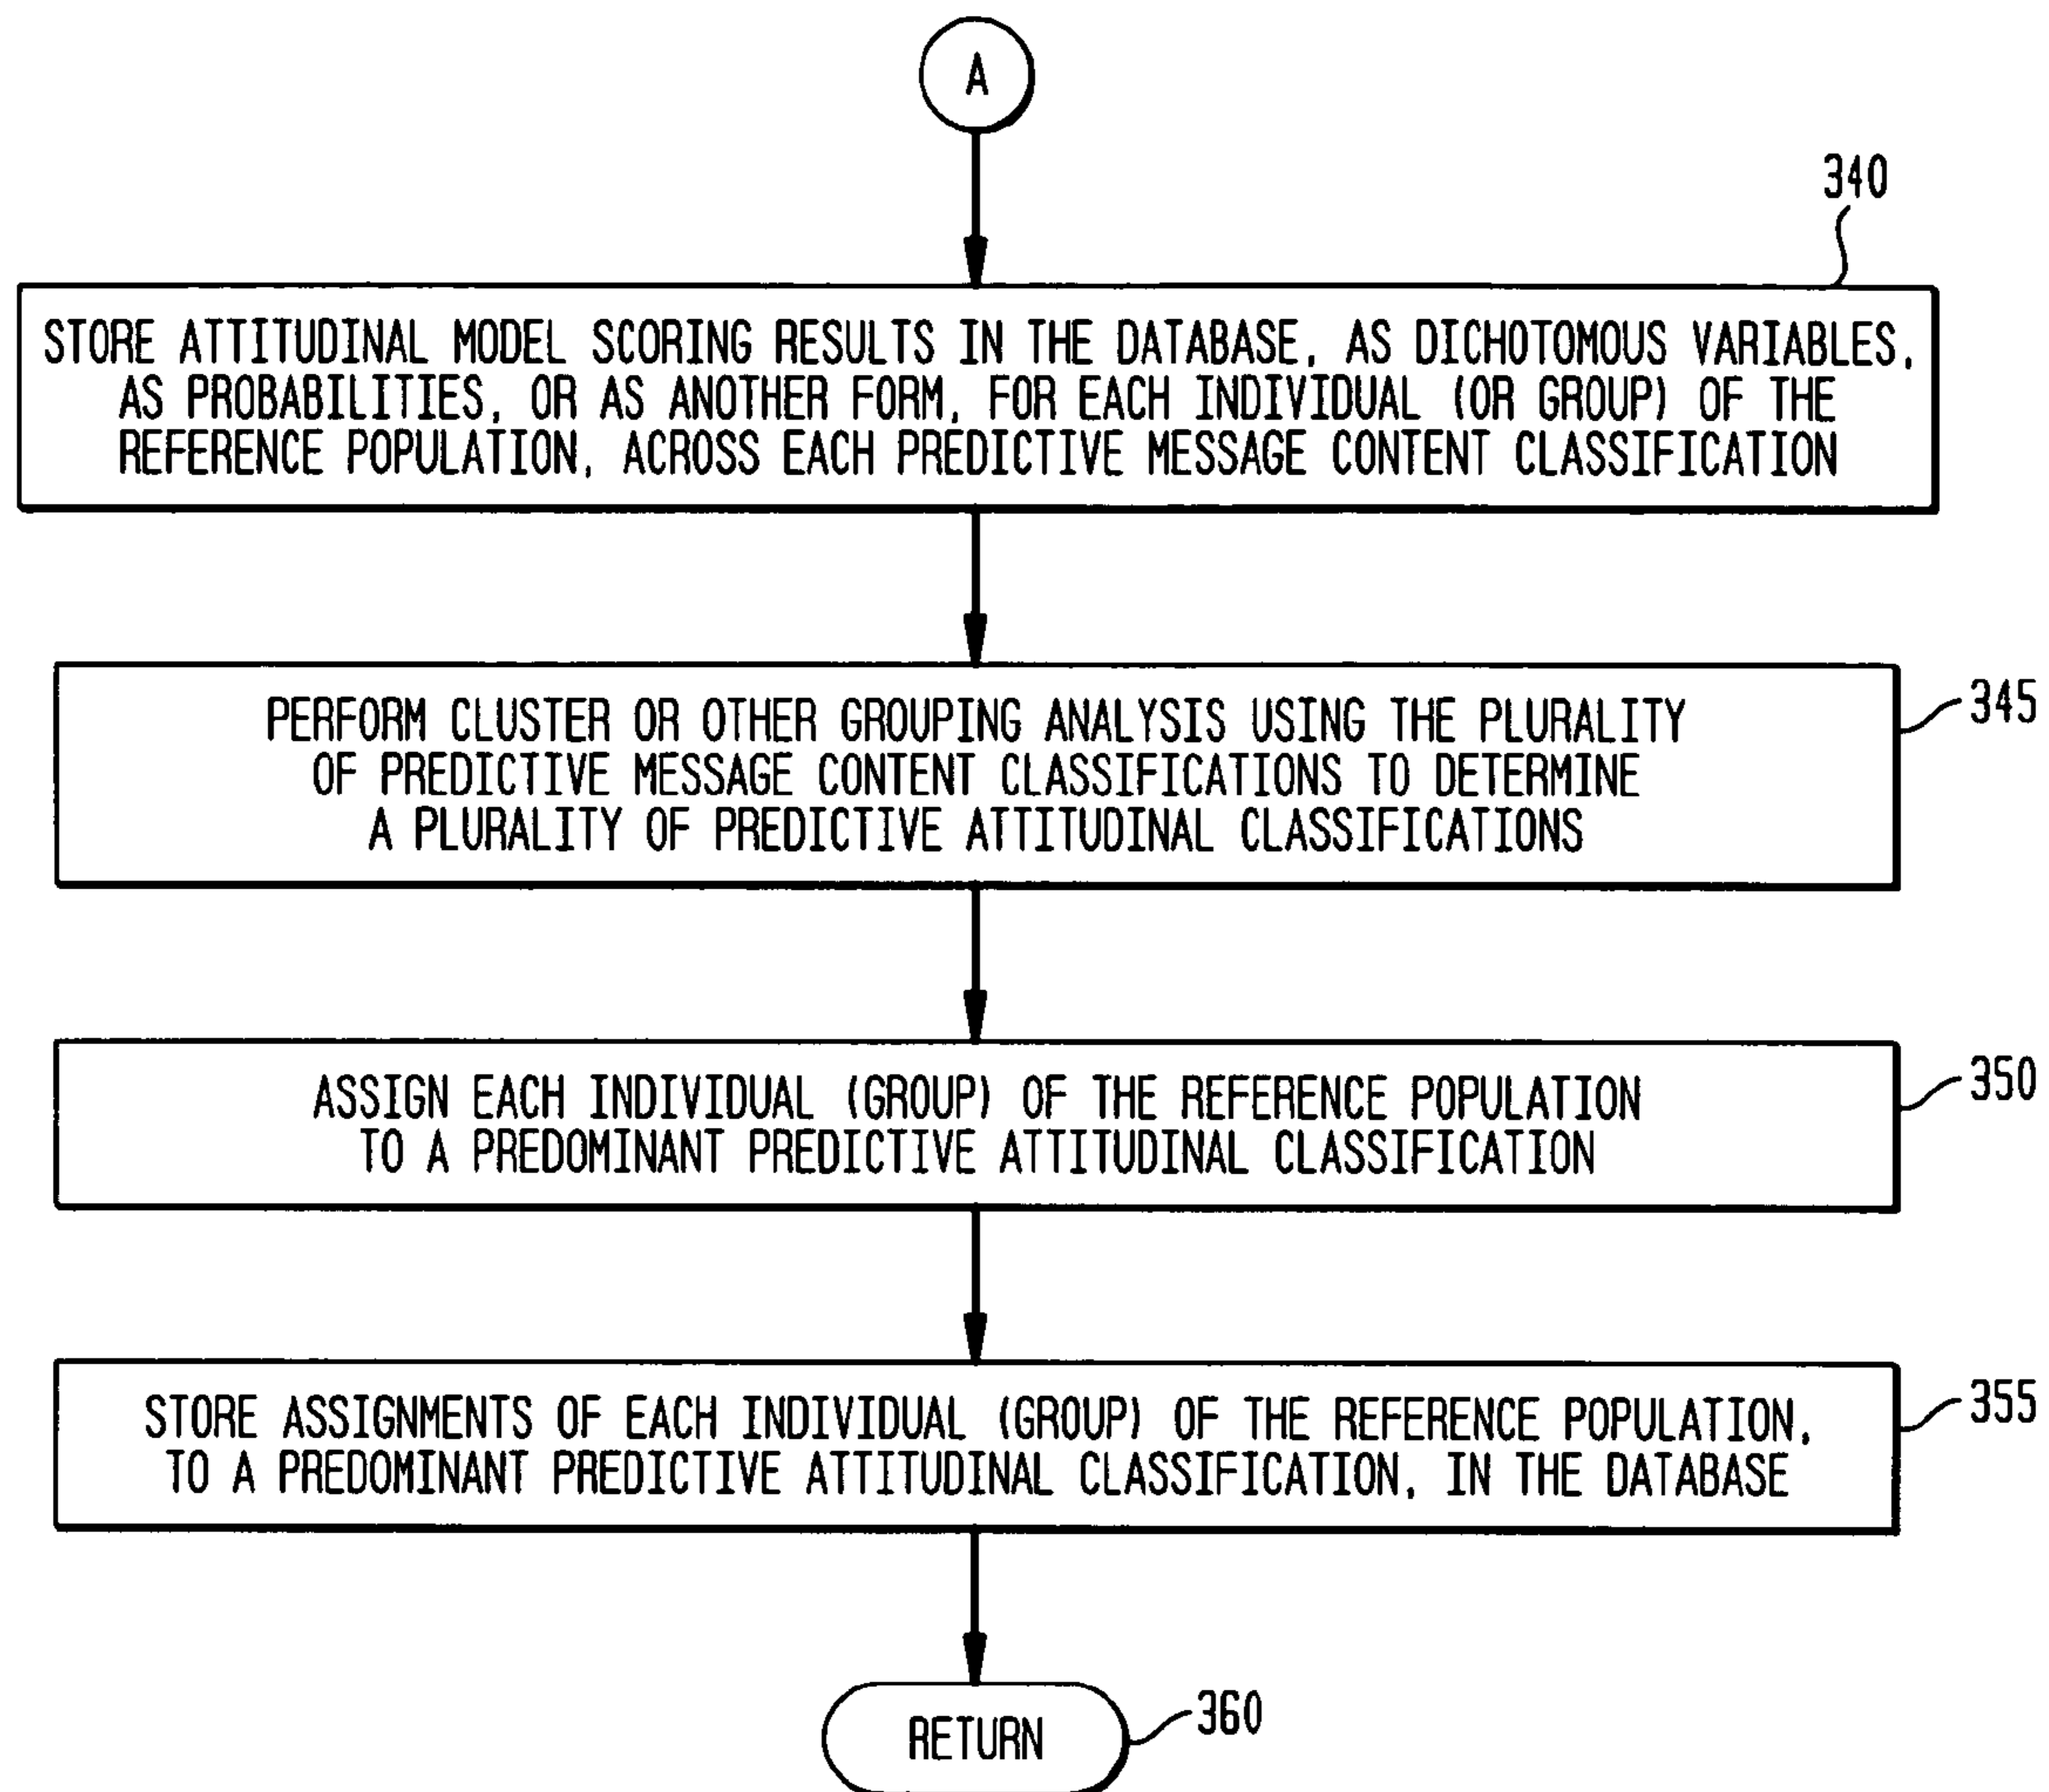 A
340
STORE ATTITUDINAL MODEL SCORING RESULTS IN THE DATABASE, AS DICHOTOMOUS VARIABLES,
AS PROBABILITIES, OR AS ANOTHER FORM, FOR EACH INDIVIDUAL (OR GROUP) OF THE
REFERENCE POPULATION, ACROSS EACH PREDICTIVE MESSAGE CONTENT CLASSIFICATION
PERFORM CLUSTER OR OTHER GROUPING ANALYSIS USING THE PLURALITY
OF PREDICTIVE MESSAGE CONTENT CLASSIFICATIONS TO DETERMINE
A PLURALITY OF PREDICTIVE ATTITUDINAL CLASSIFICATIONS
345
ASSIGN EACH INDIVIDUAL (GROUP) OF THE REFERENCE POPULATION
TO A PREDOMINANT PREDICTIVE ATTITUDINAL CLASSIFICATION
350
STORE ASSIGNMENTS OF EACH INDIVIDUAL (GROUP) OF THE REFERENCE POPULATION,
TO A PREDOMINANT PREDICTIVE ATTITUDINAL CLASSIFICATION, IN THE DATABASE
355
RETURN
360